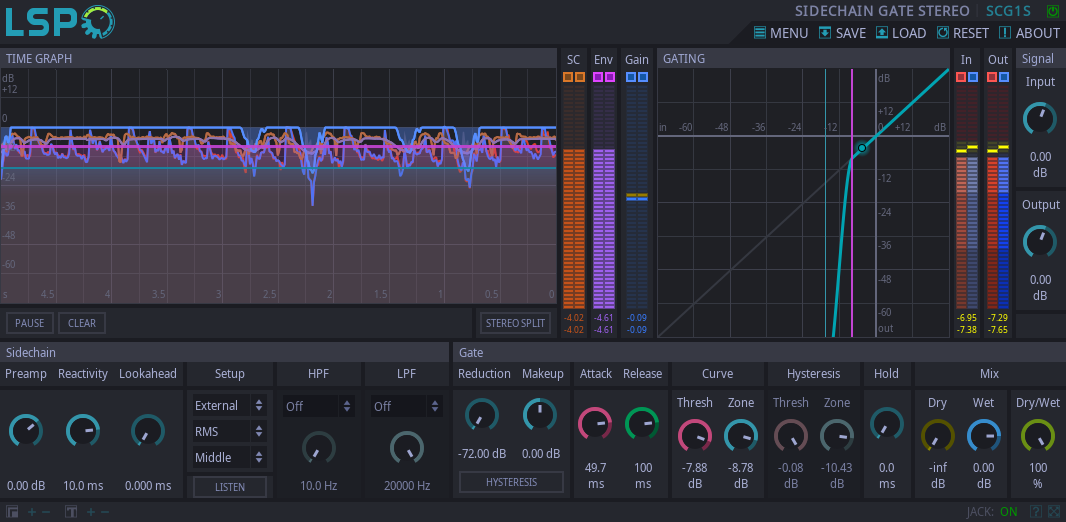 LSP
SIDECHAIN GATE STEREO SCG1S
MENU SAVE LOAD RESET ABOUT
TIME GRAPH
SC Env Gain
GATING
In Out
Signal
dB
+12
0
-24
-36
-48
-60
s 4.5 4 3.5 3 2.5 2 1.5 1 0.5 0
PAUSE CLEAR STEREO SPLIT
-4.02 -4.61 -0.09
-4.02 -4.61 -0.09
dB
+12
in -60 -48 -36 -24 -12 0 +12 dB
-12
-24
-36
-48
-60
out
-6.95 -7.29
-7.38 -7.65
Input
0.00
dB
Output
0.00
dB
Sidechain
Preamp Reactivity Lookahead
0.00 dB 10.0 ms 0.000 ms
Setup
External
RMS
Middle
LISTEN
HPF
Off
10.0 Hz
LPF
Off
20000 Hz
Gate
Reduction Makeup
-72.00 dB 0.00 dB
HYSTERESIS
Attack Release
49.7 100
ms ms
Curve
Thresh Zone
-7.88 -8.78
dB dB
Hysteresis
Thresh Zone
-0.08 -10.43
dB dB
Hold
0.0
ms
Mix
Dry Wet Dry/Wet
-inf 0.00 100
dB dB %
JACK: ON